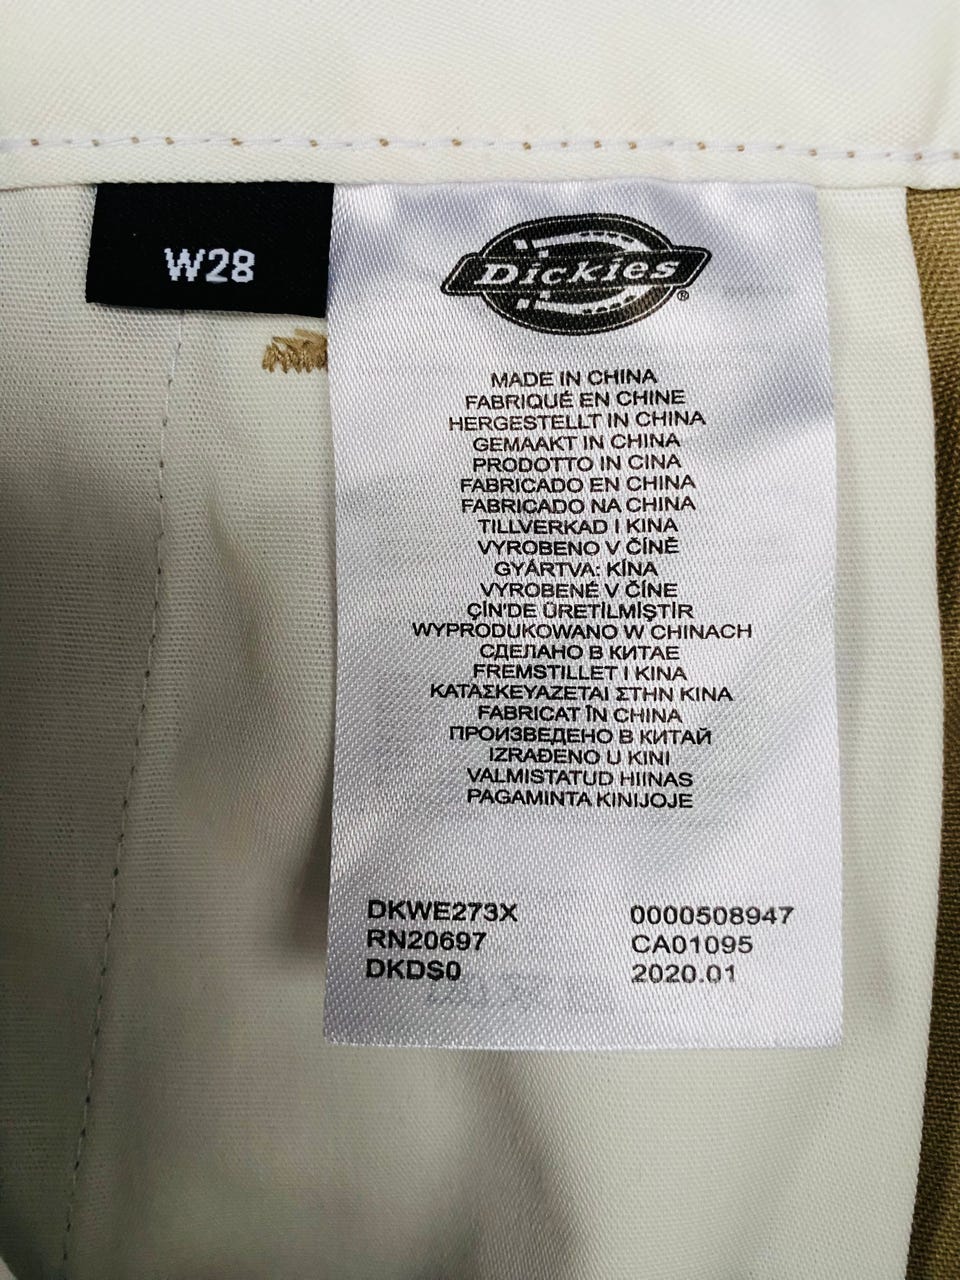 W28
Dickies®
MADE IN CHINA
FABRIQUÉ EN CHINE
HERGESTELLT IN CHINA
GEMAAKT IN CHINA
PRODOTTO IN CINA
FABRICADO EN CHINA
FABRICADO NA CHINA
TILLVERKAD I KINA
VYROBENO V ČÍNĚ
GYÁRTVA: KÍNA
VYROBENÉ V ČÍNE
ÇİN'DE ÜRETİLMİŞTİR
WYPRODUKOWANO W CHINACH
СДЕЛАНО В КИТАЕ
FREMSTILLET I KINA
ΚΑΤΑΣΚΕΥΑΖΕΤΑΙ ΣΤΗΝ ΚΙΝΑ
FABRICAT ÎN CHINA
ПРОИЗВЕДЕНО В КИТАЙ
IZRAĐENO U KINI
VALMISTATUD HIINAS
PAGAMINTA KINIJOJE
DKWE273X 0000508947
RN20697 CA01095
DKDS0 2020.01